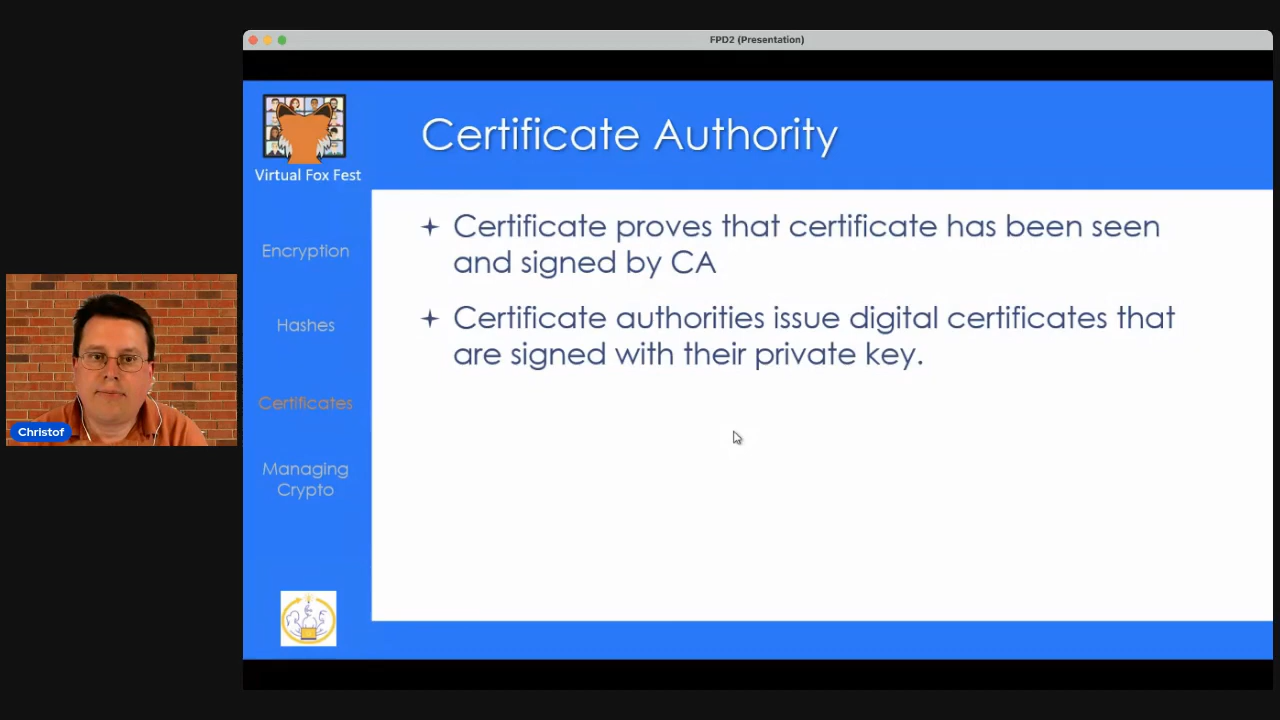 FPD2 (Presentation)
Certificate Authority
Virtual Fox Fest
Encryption
Hashes
Certificates
Managing
Crypto
Certificate proves that certificate has been seen
and signed by CA
Certificate authorities issue digital certificates that
are signed with their private key.
Christof